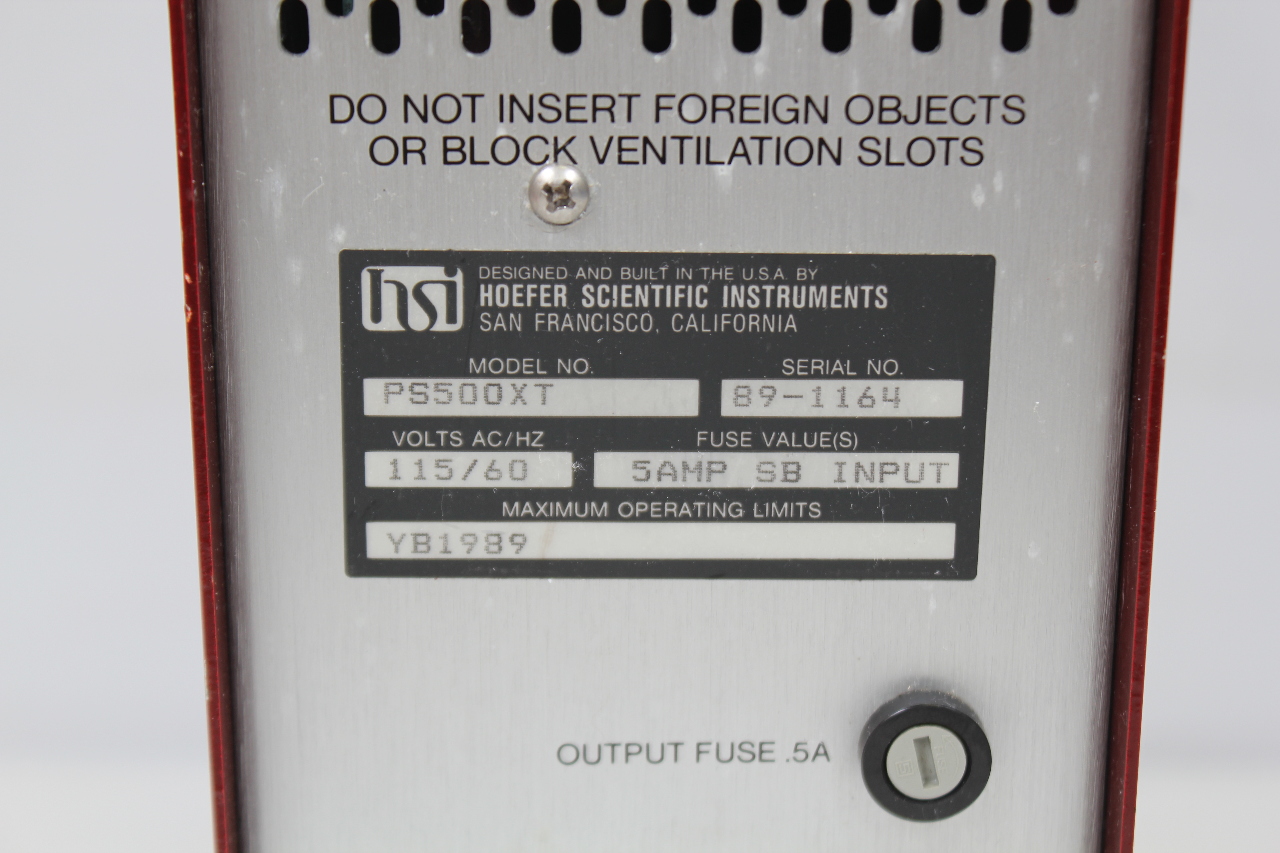 DO NOT INSERT FOREIGN OBJECTS
OR BLOCK VENTILATION SLOTS
hsi
DESIGNED AND BUILT IN THE U.S.A. BY
HOEFER SCIENTIFIC INSTRUMENTS
SAN FRANCISCO, CALIFORNIA
MODEL NO. SERIAL NO.
PS500XT 89-1164
VOLTS AC/HZ FUSE VALUE(S)
115/60 5AMP SB INPUT
MAXIMUM OPERATING LIMITS
YB1989
OUTPUT FUSE .5A